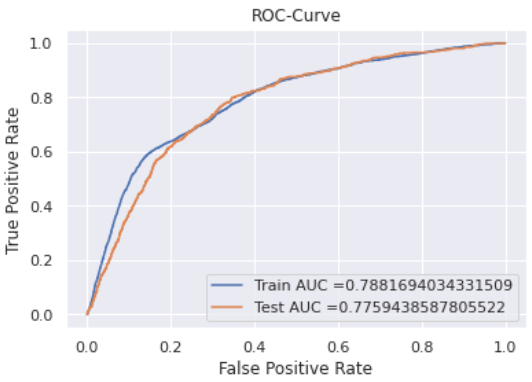 ROC-Curve
True Positive Rate
1.0
0.8
0.6
0.4
0.2
0.0
Train AUC =0.7881694034331509
Test AUC =0.7759438587805522
0.0 0.2 0.4 0.6 0.8 1.0
False Positive Rate